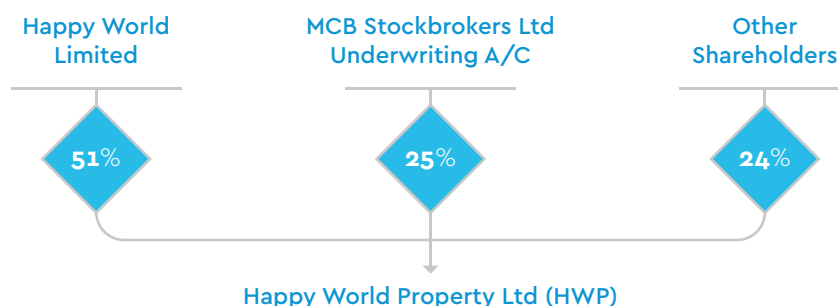 Happy World
Limited
MCB Stockbrokers Ltd
Underwriting A/C
Other
Shareholders
51%
25%
24%
Happy World Property Ltd (HWP)